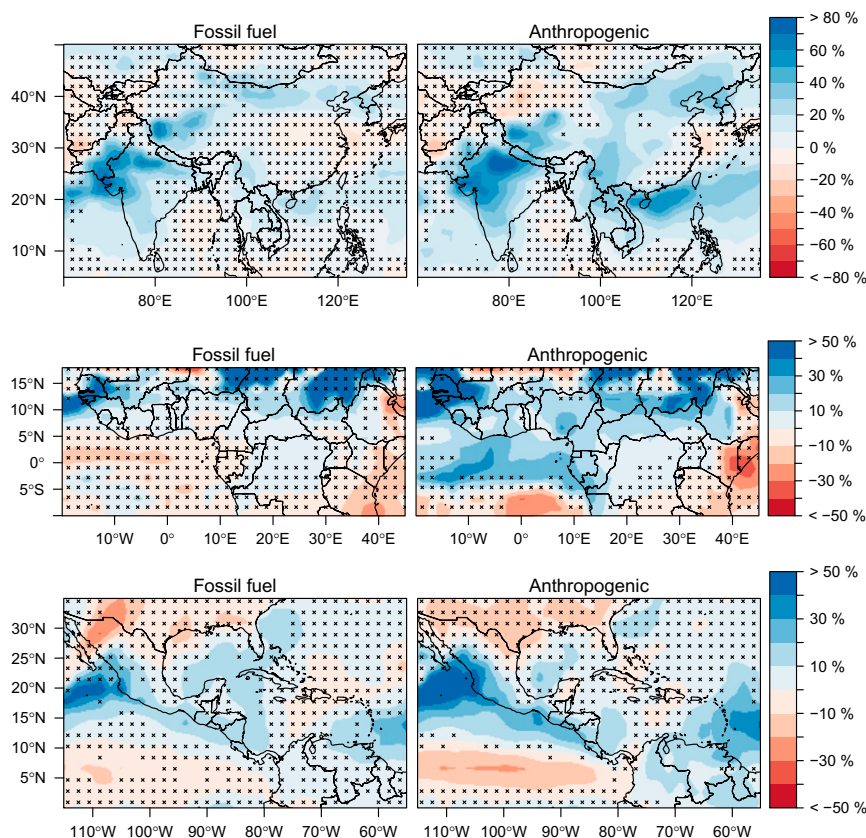 Fossil fuel Anthropogenic
> 80 %
60 %
40 %
20 %
0 %
−20 %
−40 %
−60 %
< −80 %
40°N
30°N
20°N
10°N
80°E 100°E 120°E 80°E 100°E 120°E
Fossil fuel Anthropogenic
> 50 %
30 %
10 %
−10 %
−30 %
< −50 %
15°N
10°N
5°N
0°
5°S
10°W 0° 10°E 20°E 30°E 40°E 10°W 0° 10°E 20°E 30°E 40°E
Fossil fuel Anthropogenic
> 50 %
30 %
10 %
−10 %
−30 %
< −50 %
30°N
25°N
20°N
15°N
10°N
5°N
110°W 100°W 90°W 80°W 70°W 60°W 110°W 100°W 90°W 80°W 70°W 60°W